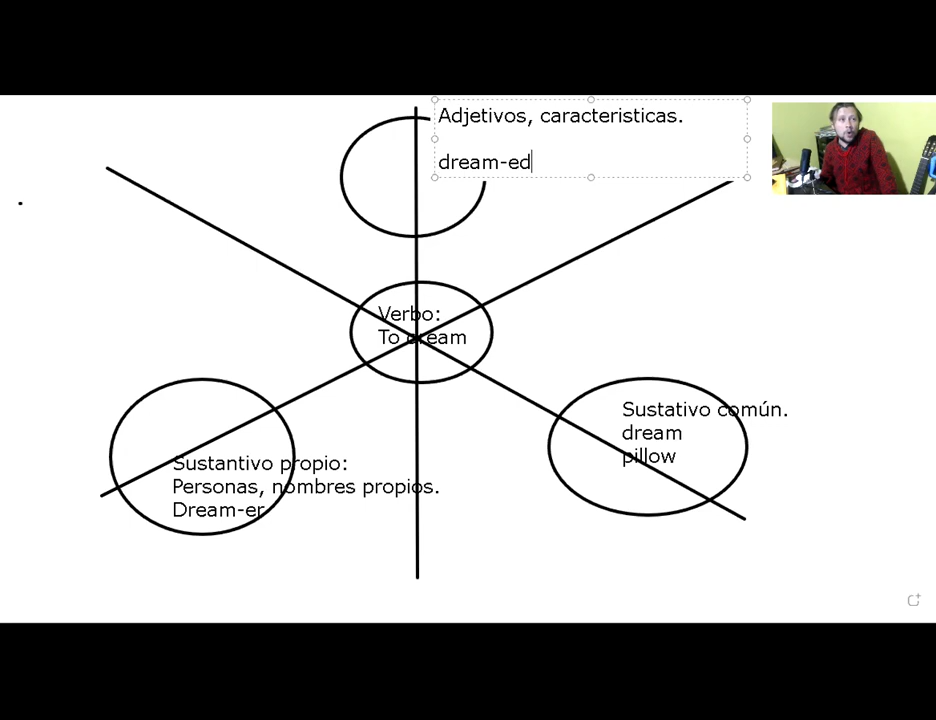 Adjetivos, caracteristicas.
dream-ed
Verbo:
To dream
Sustativo común.
dream
pillow
Sustantivo propio:
Personas, nombres propios.
Dream-er